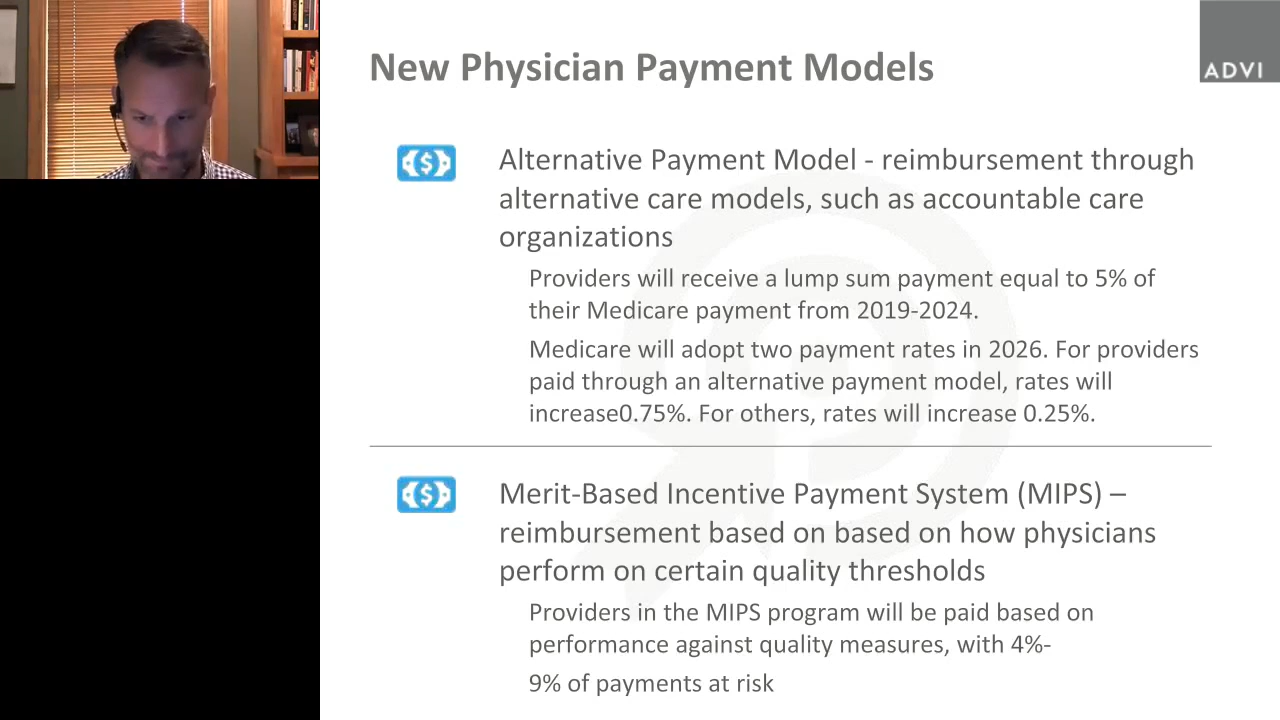 New Physician Payment Models
ADVI
Alternative Payment Model - reimbursement through
alternative care models, such as accountable care
organizations
Providers will receive a lump sum payment equal to 5% of
their Medicare payment from 2019-2024.
Medicare will adopt two payment rates in 2026. For providers
paid through an alternative payment model, rates will
increase0.75%. For others, rates will increase 0.25%.
Merit-Based Incentive Payment System (MIPS) –
reimbursement based on based on how physicians
perform on certain quality thresholds
Providers in the MIPS program will be paid based on
performance against quality measures, with 4%-
9% of payments at risk